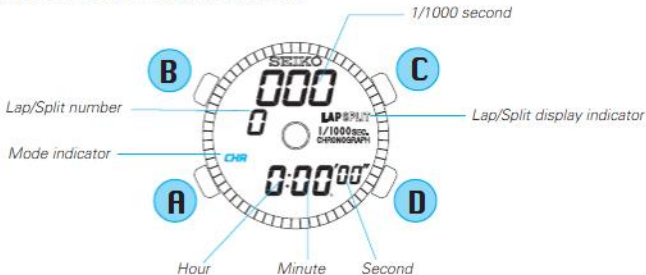 1/1000 second
B
C
SEIKO
000
Lap/Split number
0
LAP SPLIT
Lap/Split display indicator
1/1000 SEC.
CHRONOGRAPH
Mode indicator
CHR
0:00'00"
A
D
Hour
Minute
Second